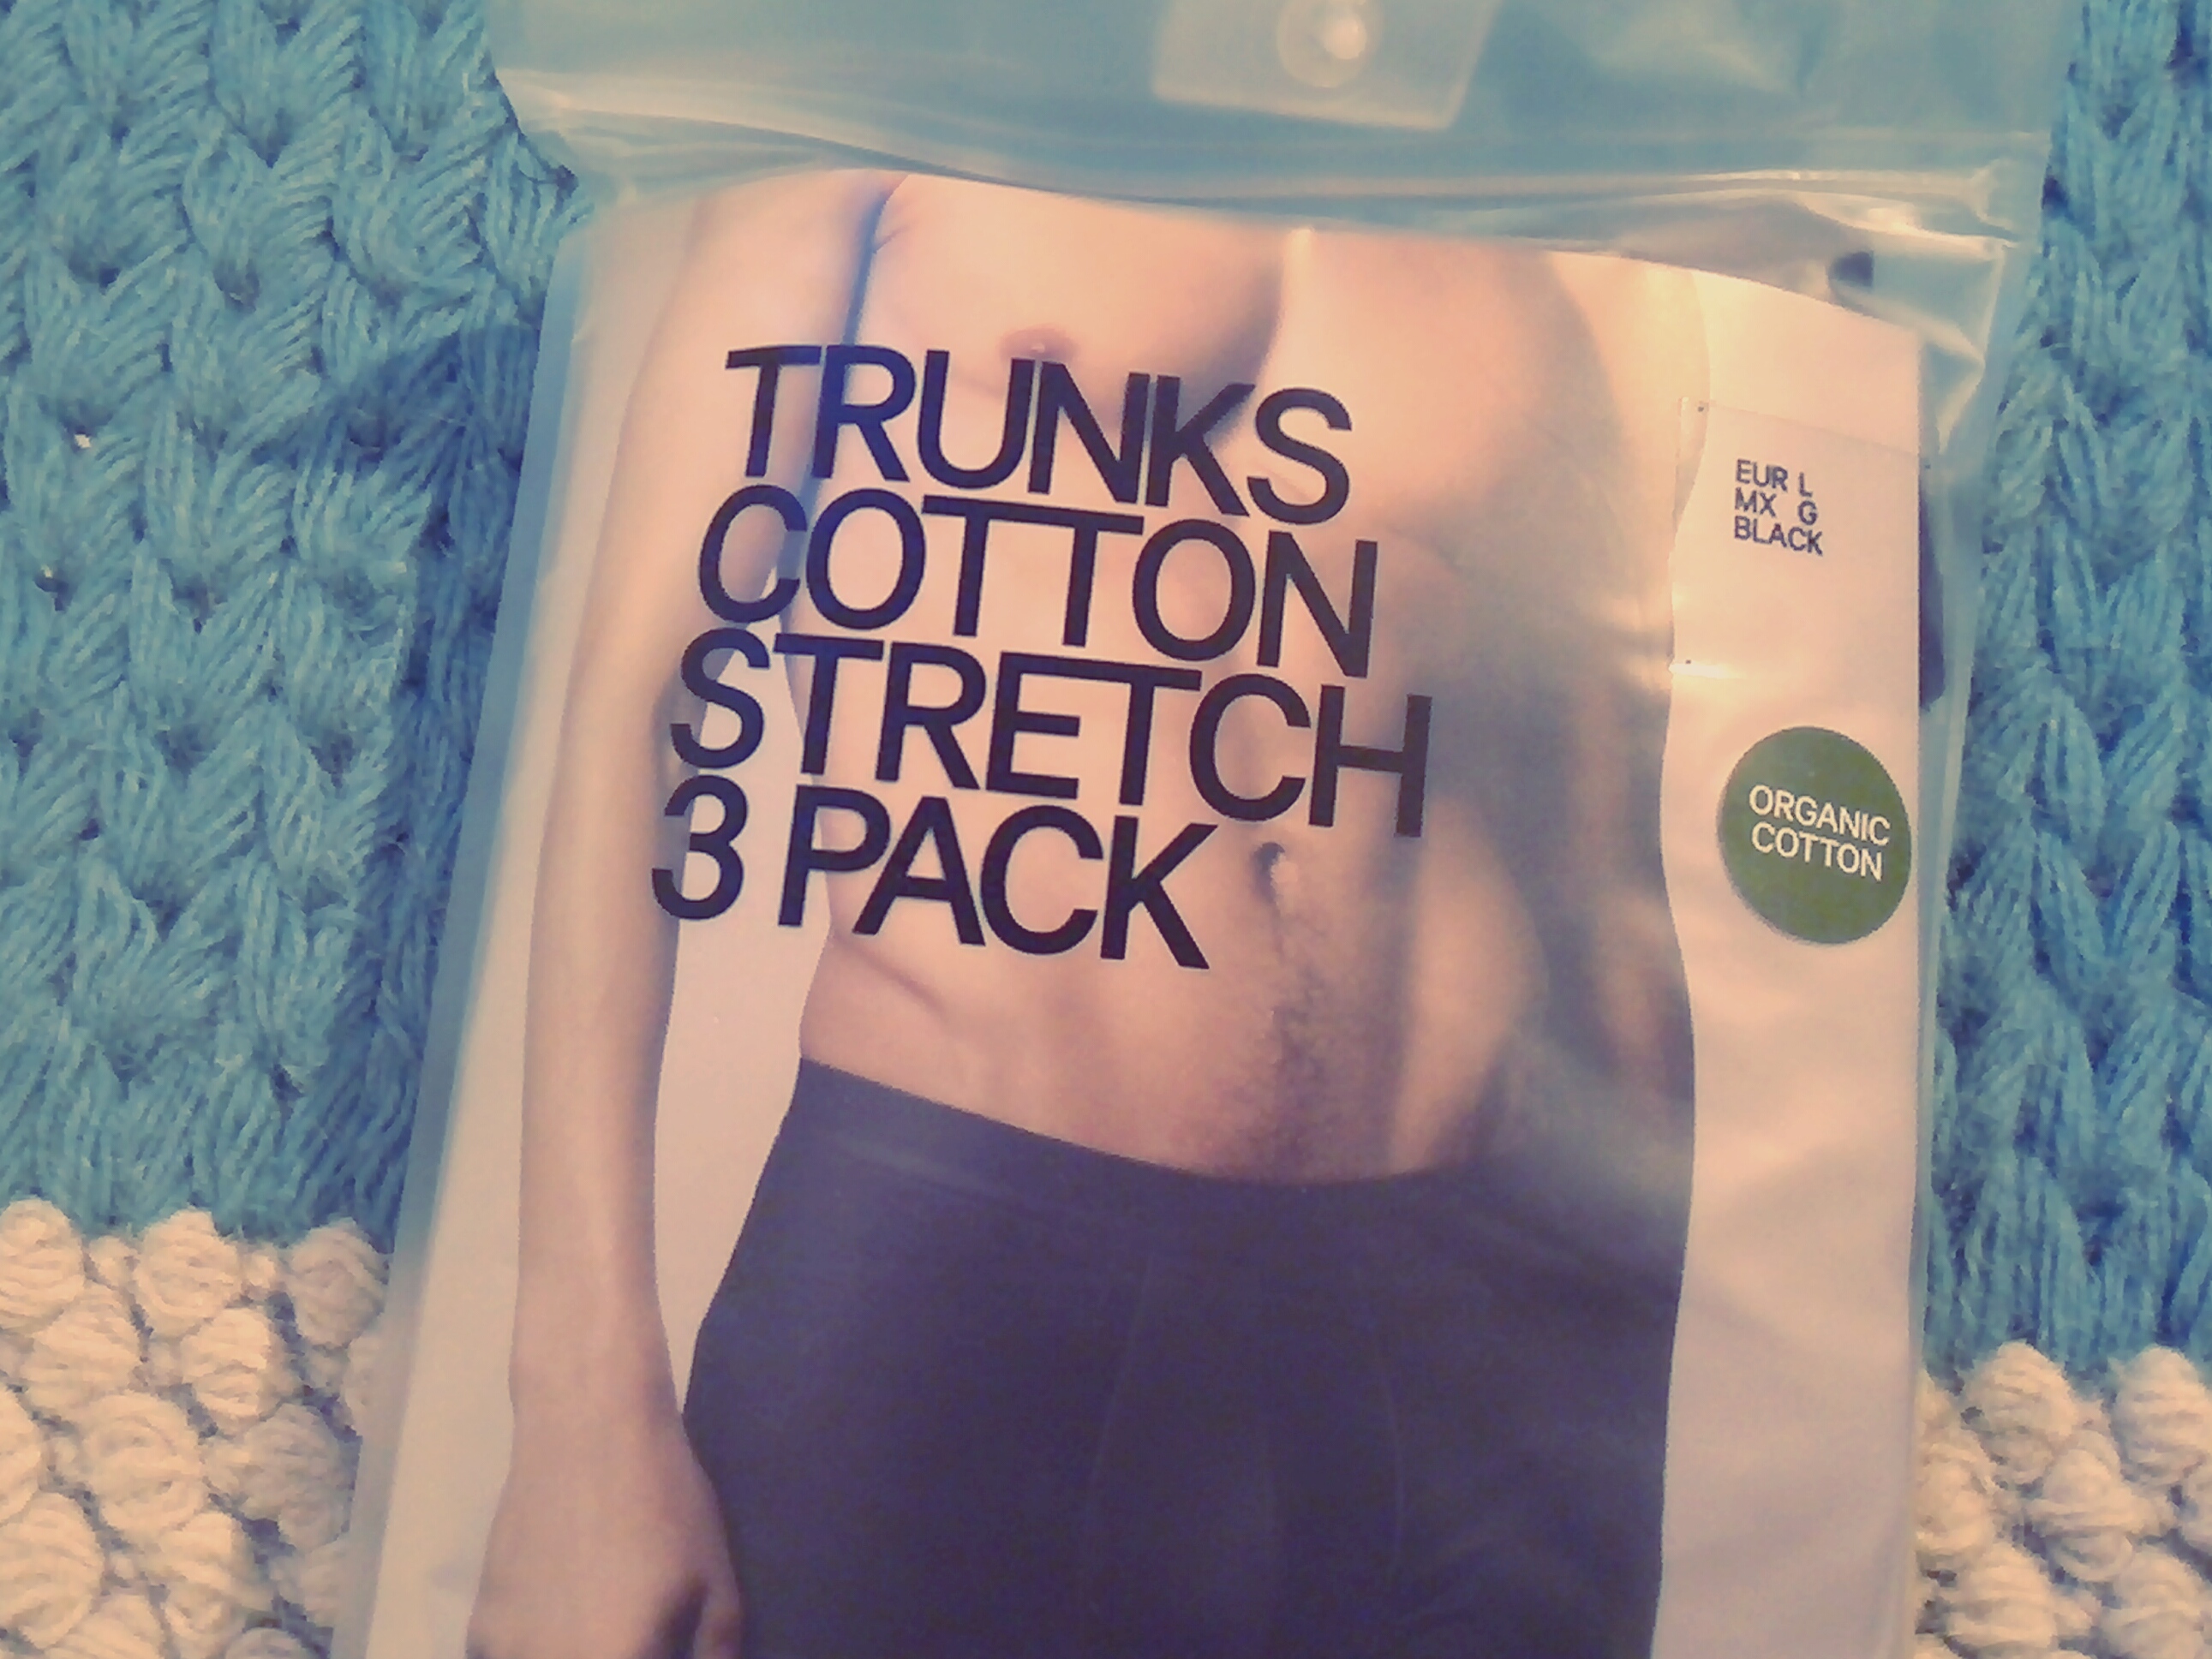 TRUNKS
COTTON
STRETCH
3 PACK
EUR L
MX G
BLACK
ORGANIC
COTTON